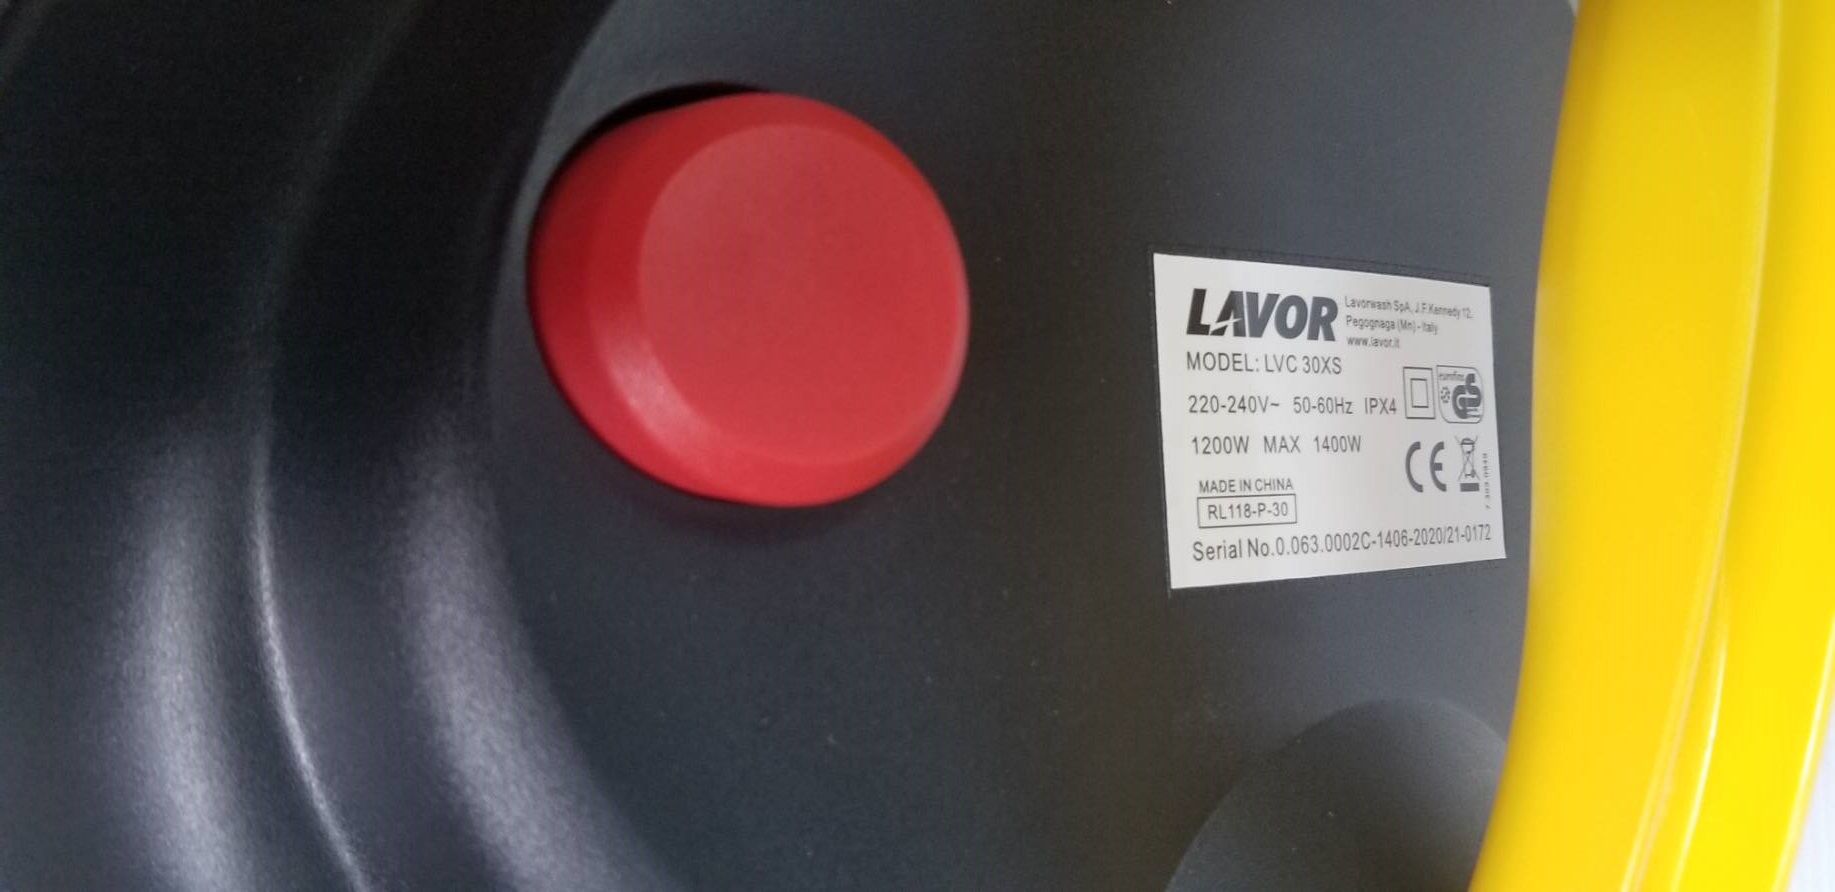 LAVOR
Lavorwash SpA, J.F.Kennedy 12,
Pegognaga (Mn) - Italy
www.lavor.it
MODEL: LVC 30XS
220-240V~ 50-60Hz IPX4
1200W MAX 1400W
CE
MADE IN CHINA
RL118-P-30
Serial No.0.063.0002C-1406-2020/21-0172